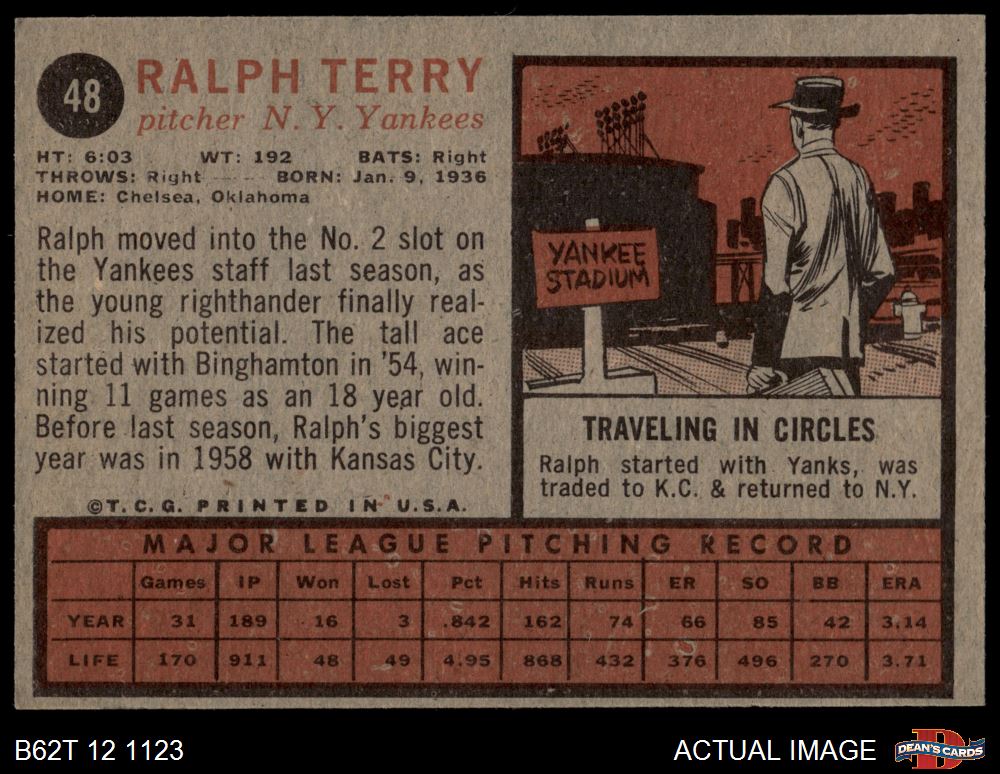 48
RALPH TERRY
pitcher N. Y. Yankees
HT: 6:03 WT: 192 BATS: Right
THROWS: Right BORN: Jan. 9, 1936
HOME: Chelsea, Oklahoma
Ralph moved into the No. 2 slot on
the Yankees staff last season, as
the young righthander finally real-
ized his potential. The tall ace
started with Binghamton in '54, win-
ning 11 games as an 18 year old.
Before last season, Ralph's biggest
year was in 1958 with Kansas City.
©T.C.G. PRINTED IN U.S.A.
YANKEE
STADIUM
TRAVELING IN CIRCLES
Ralph started with Yanks, was
traded to K.C. & returned to N.Y.
MAJOR LEAGUE PITCHING RECORD
Games IP Won Lost Pct Hits Runs ER SO BB ERA
YEAR 31 189 16 3 .842 162 74 66 85 42 3.14
LIFE 170 911 48 49 4.95 868 432 376 496 270 3.71
B62T 12 1123
ACTUAL IMAGE
D
DEAN'S CARDS